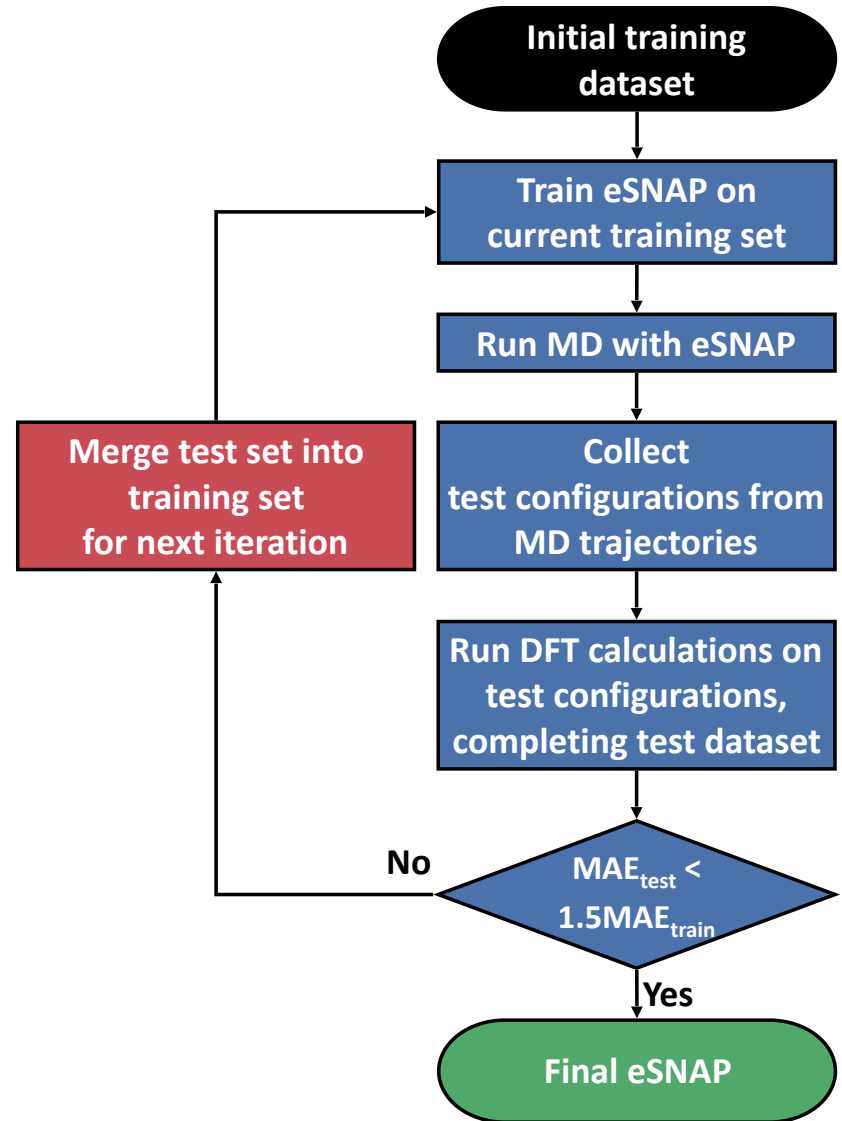 Initial training
dataset
Train eSNAP on
current training set
Run MD with eSNAP
Merge test set into
training set
for next iteration
Collect
test configurations from
MD trajectories
Run DFT calculations on
test configurations,
completing test dataset
No
MAEtest <
1.5MAEtrain
Yes
Final eSNAP